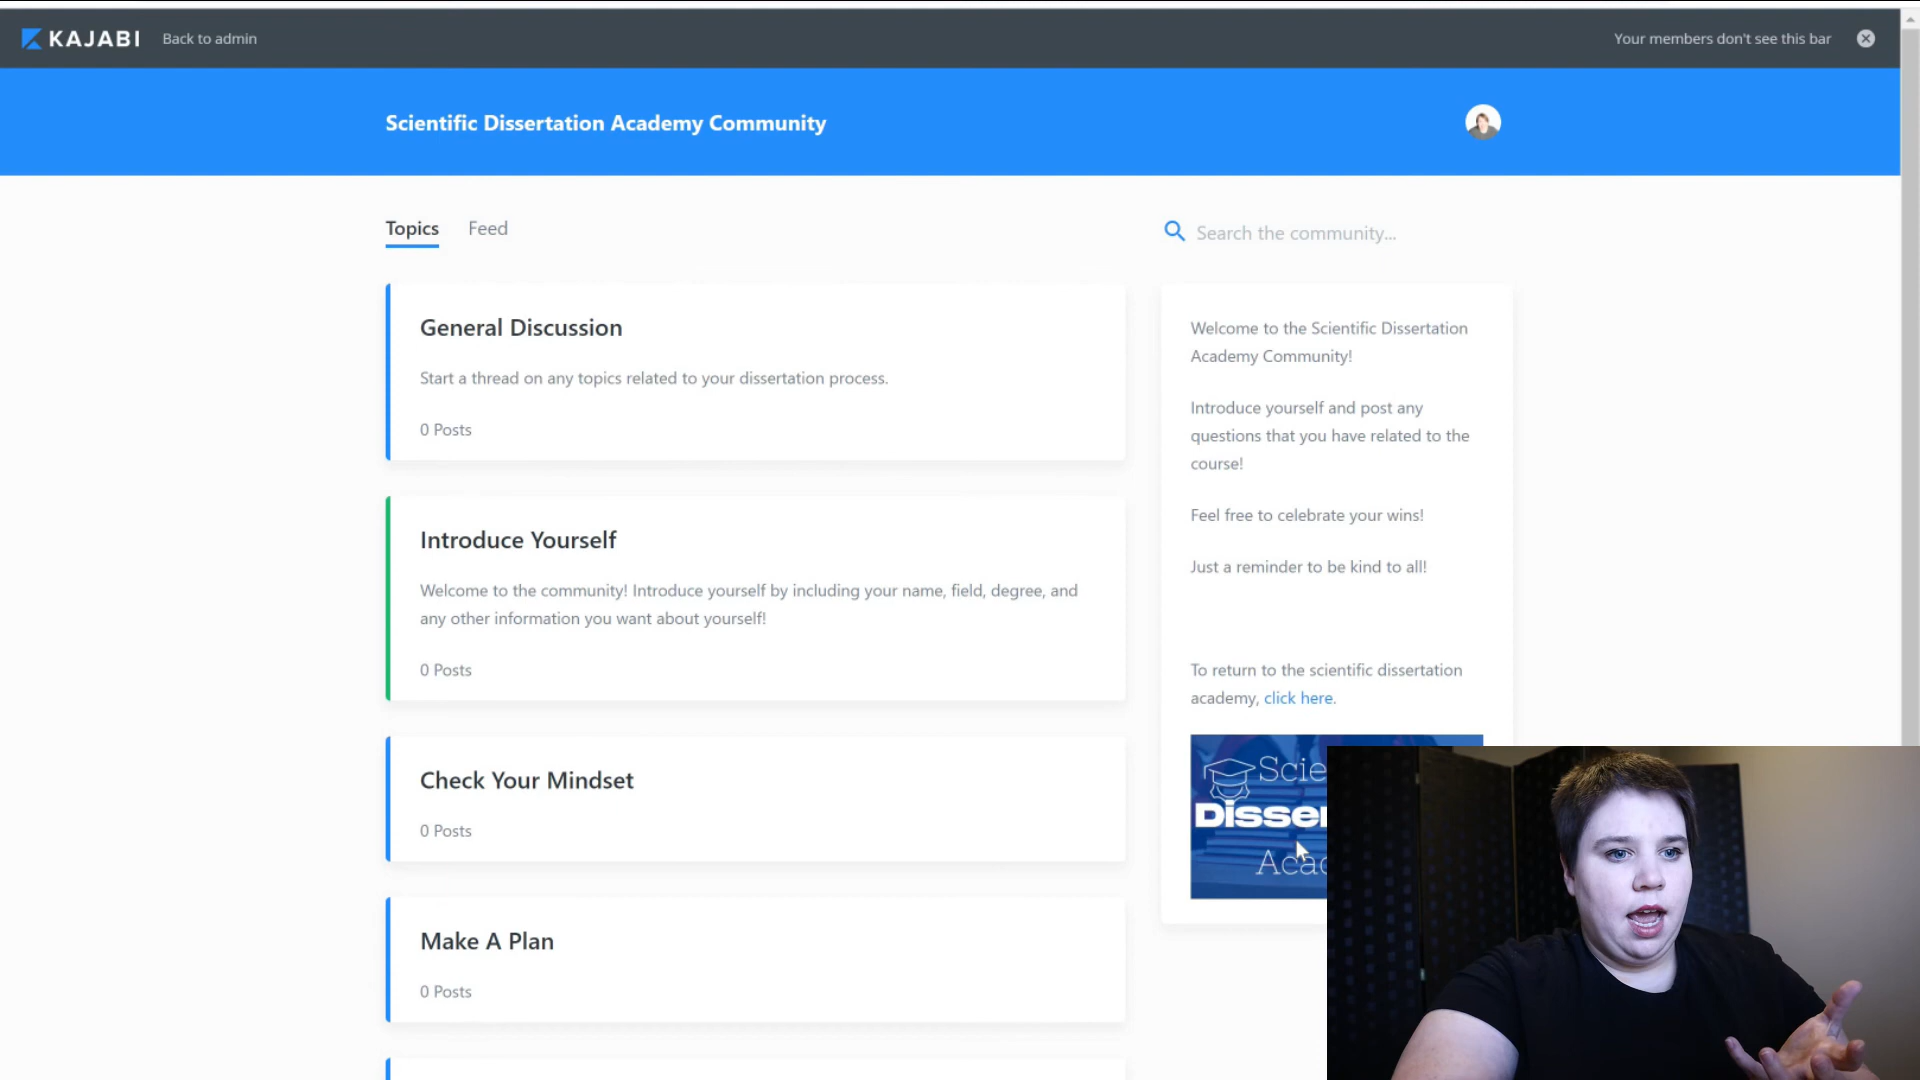 KAJABI
Back to admin
Your members don't see this bar
Scientific Dissertation Academy Community
Topics
Feed
Search the community...
General Discussion
Start a thread on any topics related to your dissertation process.
0 Posts
Introduce Yourself
Welcome to the community! Introduce yourself by including your name, field, degree, and
any other information you want about yourself!
0 Posts
Check Your Mindset
0 Posts
Make A Plan
0 Posts
Welcome to the Scientific Dissertation
Academy Community!
Introduce yourself and post any
questions that you have related to the
course!
Feel free to celebrate your wins!
Just a reminder to be kind to all!
To return to the scientific dissertation
academy, click here.
Scie
Disser
Acad